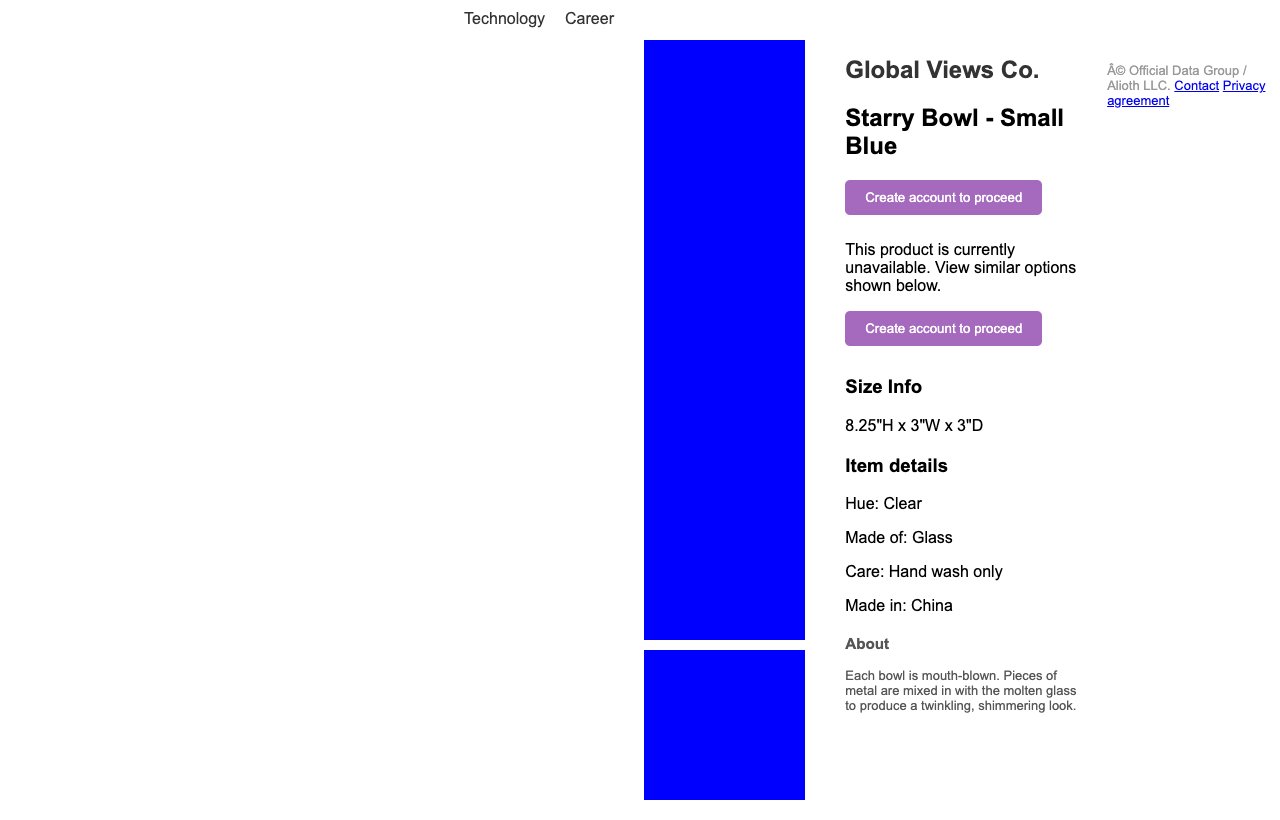 Technology Career
Global Views Co.
Starry Bowl - Small
Blue
Create account to proceed
This product is currently
unavailable. View similar options
shown below.
Create account to proceed
Size Info
8.25"H x 3"W x 3"D
Item details
Hue: Clear
Made of: Glass
Care: Hand wash only
Made in: China
About
Each bowl is mouth-blown. Pieces of
metal are mixed in with the molten glass
to produce a twinkling, shimmering look.
Â© Official Data Group /
Alioth LLC. Contact Privacy
agreement